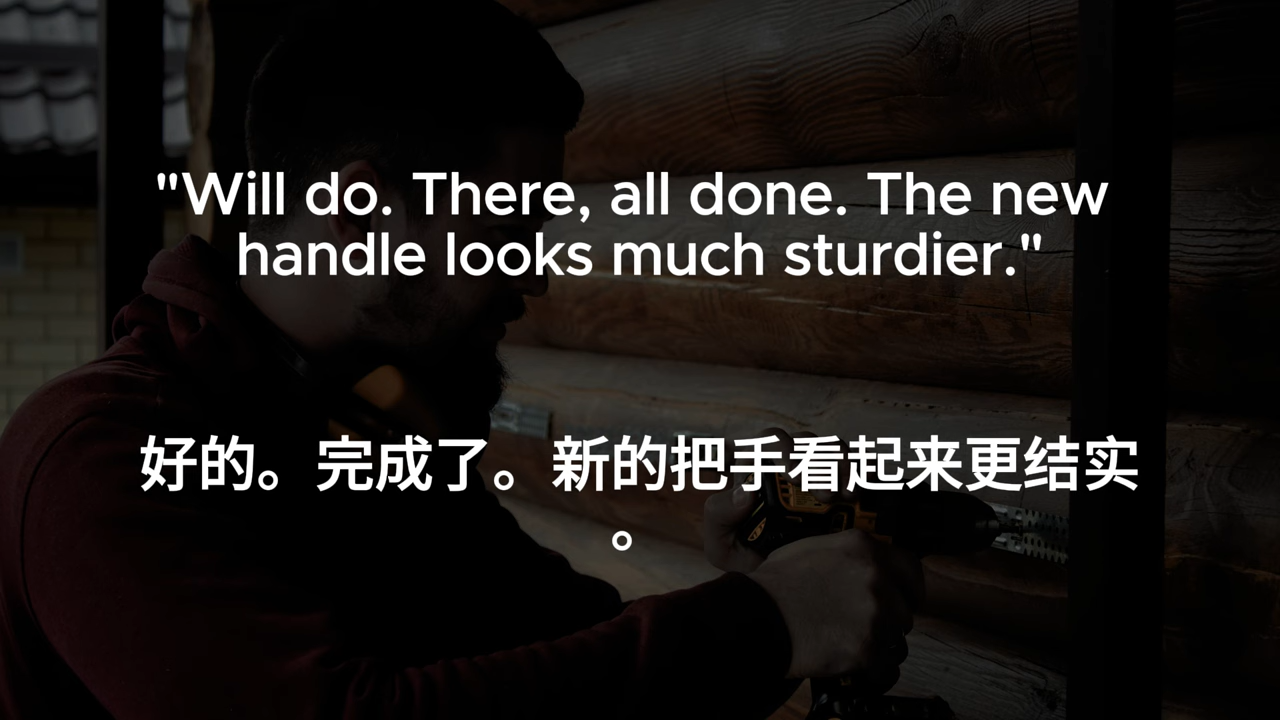 "Will do. There, all done. The new
handle looks much sturdier."
好的。完成了。新的把手看起来更结实
。